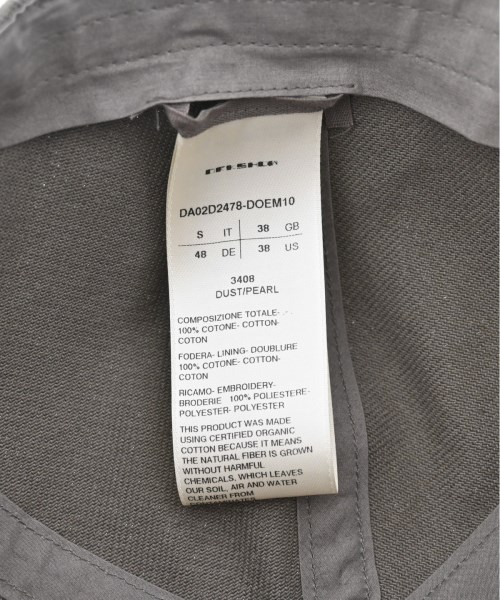 DRKSHDW
DA02D2478-DOEM10
S IT 38 GB
48 DE 38 US
3408
DUST/PEARL
COMPOSIZIONE TOTALE-
100% COTONE- COTTON-
COTON
FODERA- LINING- DOUBLURE
100% COTONE- COTTON-
COTON
RICAMO- EMBROIDERY-
BRODERIE 100% POLIESTERE-
POLYESTER- POLYESTER
THIS PRODUCT WAS MADE
USING CERTIFIED ORGANIC
COTTON BECAUSE IT MEANS
THE NATURAL FIBER IS GROWN
WITHOUT HARMFUL
CHEMICALS, WHICH LEAVES
OUR SOIL, AIR AND WATER
CLEANER FROM